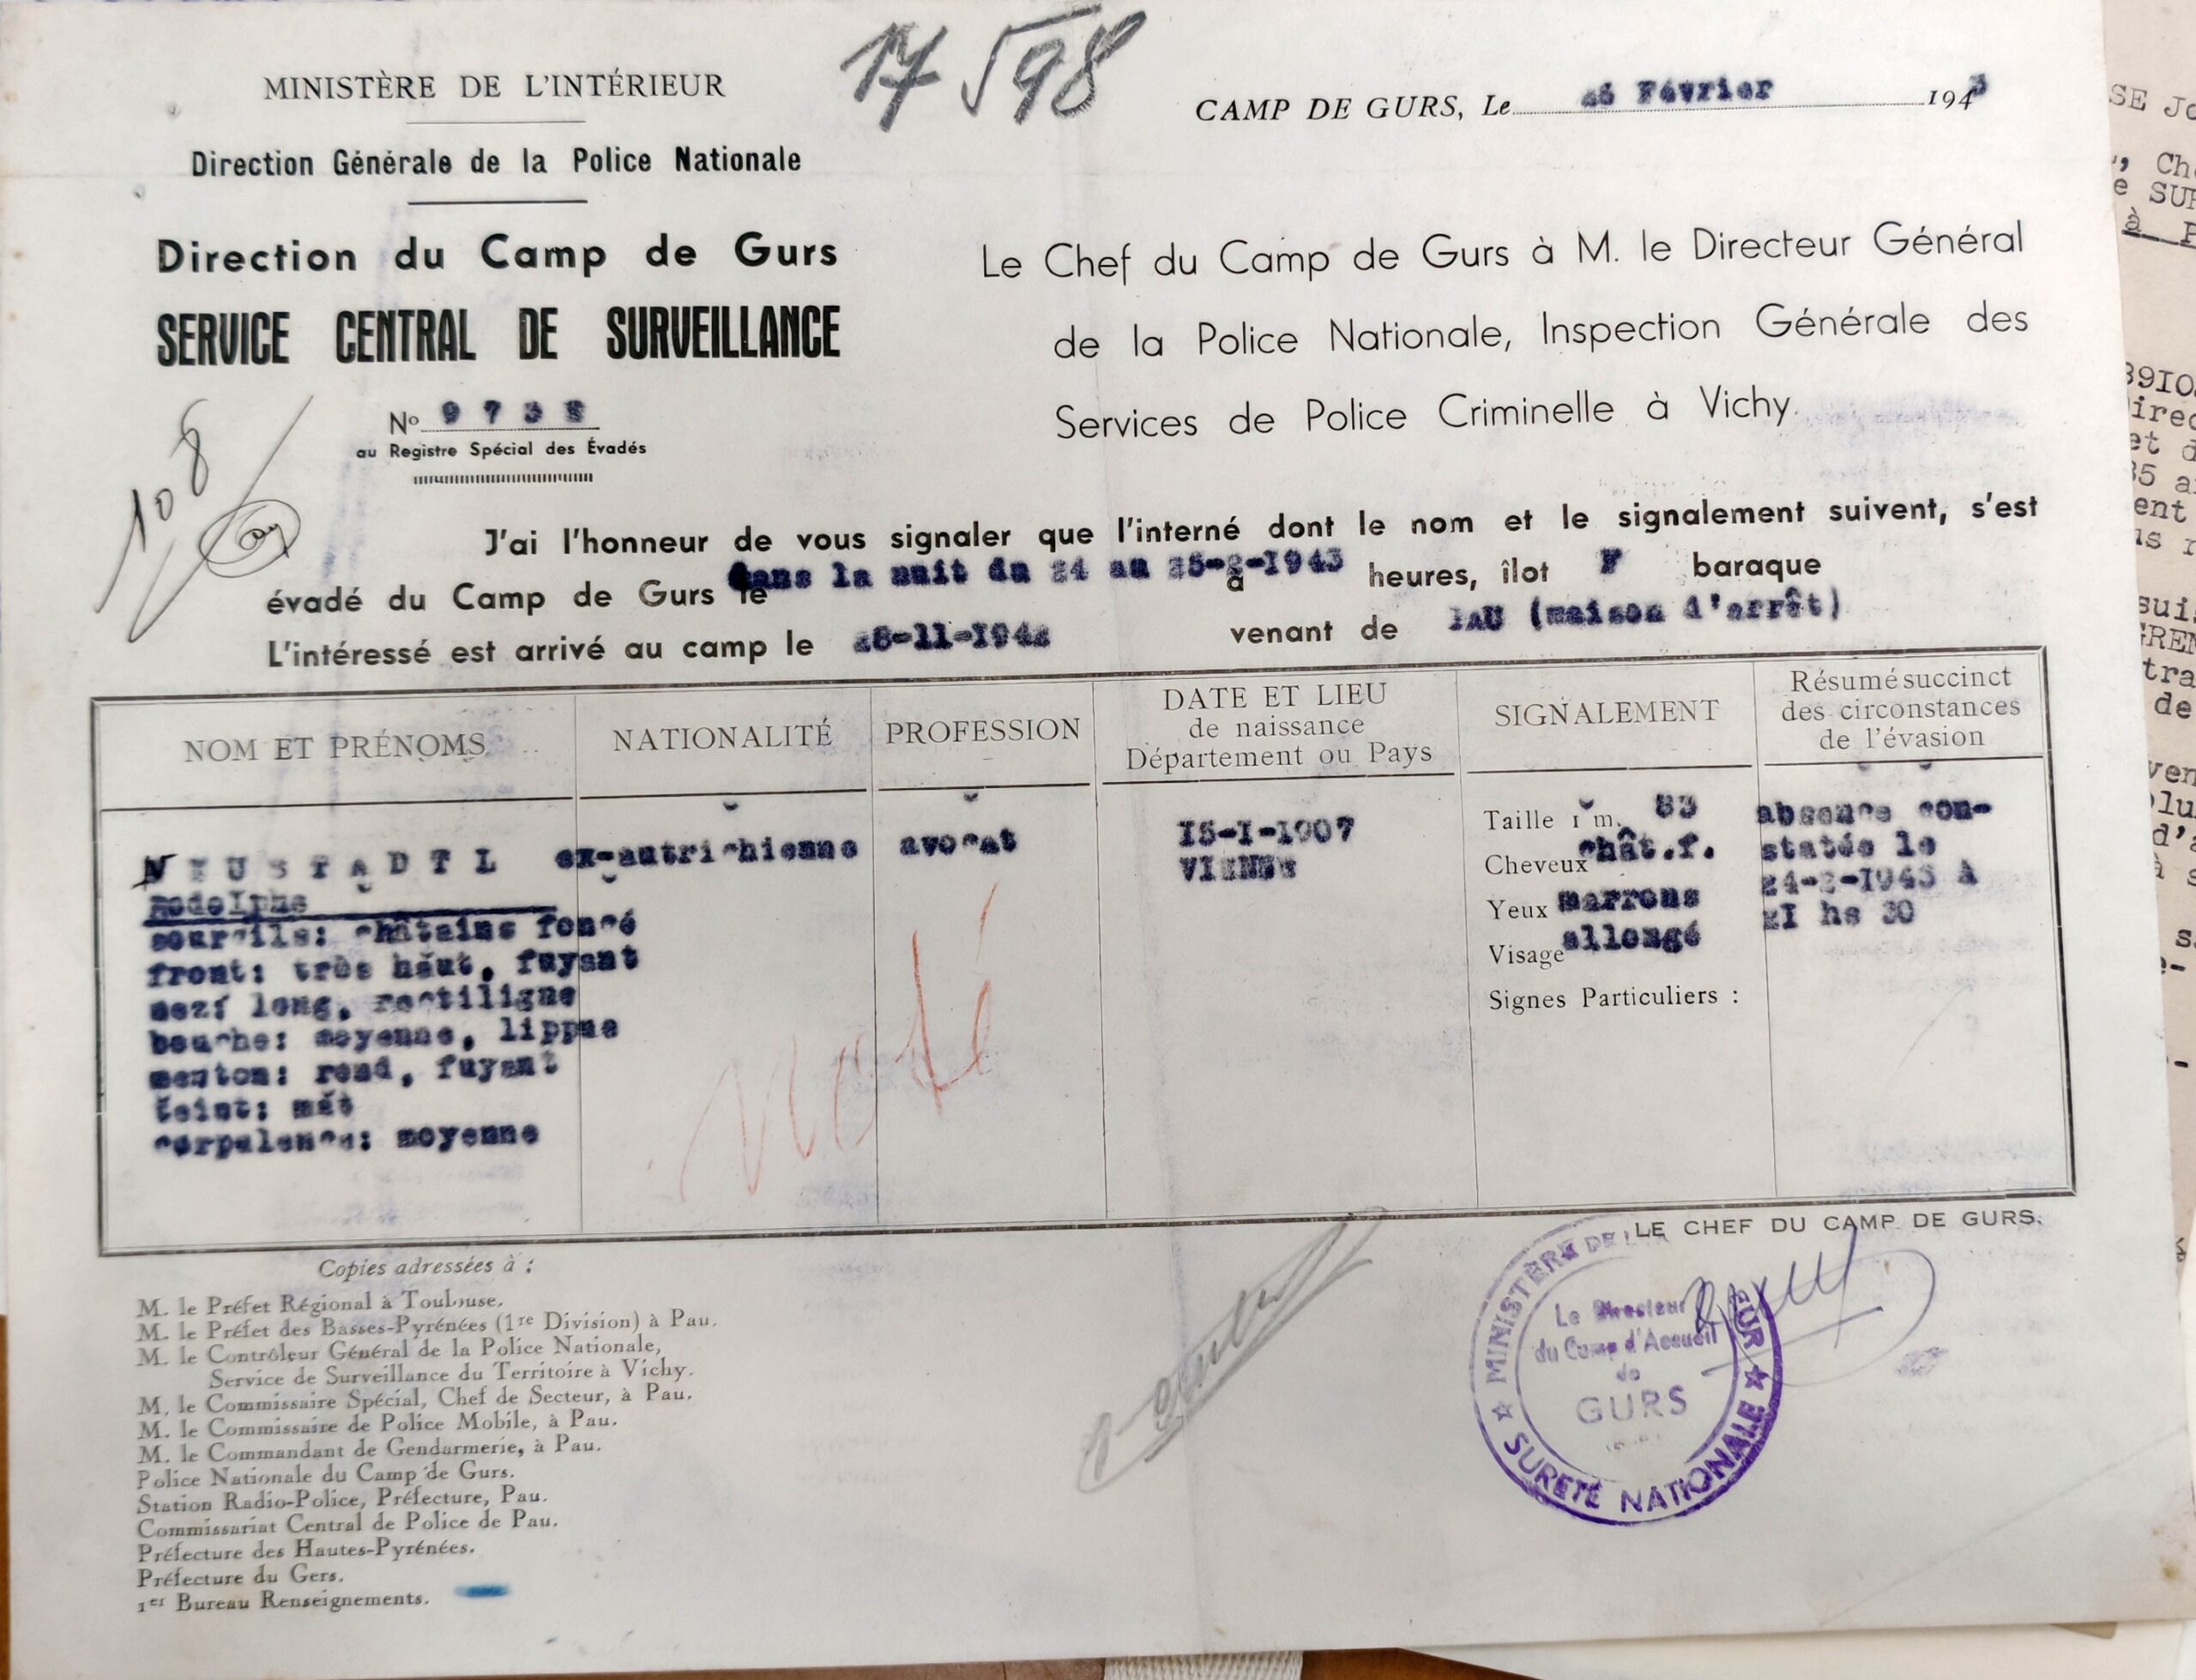 17 598
MINISTÈRE DE L'INTÉRIEUR
CAMP DE GURS, Le 26 Février 1943
Direction Générale de la Police Nationale
Direction du Camp de Gurs
SERVICE CENTRAL DE SURVEILLANCE
Le Chef du Camp de Gurs à M. le Directeur Général
de la Police Nationale, Inspection Générale des
Services de Police Criminelle à Vichy.
No 9 7 3 8
au Registre Spécial des Évadés
108
J'ai l'honneur de vous signaler que l'interné dont le nom et le signalement suivent, s'est
évadé du Camp de Gurs le dans la nuit du 24 au 25-2-1943 à heures, îlot F baraque
L'intéressé est arrivé au camp le 28-11-1942 venant de PAU (maison d'arrêt)
NOM ET PRÉNOMS
NATIONALITÉ
PROFESSION
DATE ET LIEU
de naissance
Département ou Pays
SIGNALEMENT
Résumé succinct
des circonstances
de l'évasion
N E U S T A D T L
Rodolphe
sourcils: châtains foncé
front: très haut, fuyant
nez: long, rectiligne
bouche: moyenne, lippue
menton: rond, fuyant
teint: mat
corpulence: moyenne
ex-autrichienne
avocat
15-I-1907
VIENNE
Taille 1 m. 83
Cheveux chât.f.
Yeux marrons
Visage allongé
Signes Particuliers :
absence con-
statée le
24-2-1943 à
21 hs 30
Noté
LE CHEF DU CAMP DE GURS.
MINISTÈRE DE L'INTÉRIEUR
SURETÉ NATIONALE
Le Directeur
du Camp d'Accueil
de
GURS
Copies adressées à :
M. le Préfet Régional à Toulouse.
M. le Préfet des Basses-Pyrénées (1re Division) à Pau.
M. le Contrôleur Général de la Police Nationale,
Service de Surveillance du Territoire à Vichy.
M. le Commissaire Spécial, Chef de Secteur, à Pau.
M. le Commissaire de Police Mobile, à Pau.
M. le Commandant de Gendarmerie, à Pau.
Police Nationale du Camp de Gurs.
Station Radio-Police, Préfecture, Pau.
Commissariat Central de Police de Pau.
Préfecture des Hautes-Pyrénées.
Préfecture du Gers.
1er Bureau Renseignements.